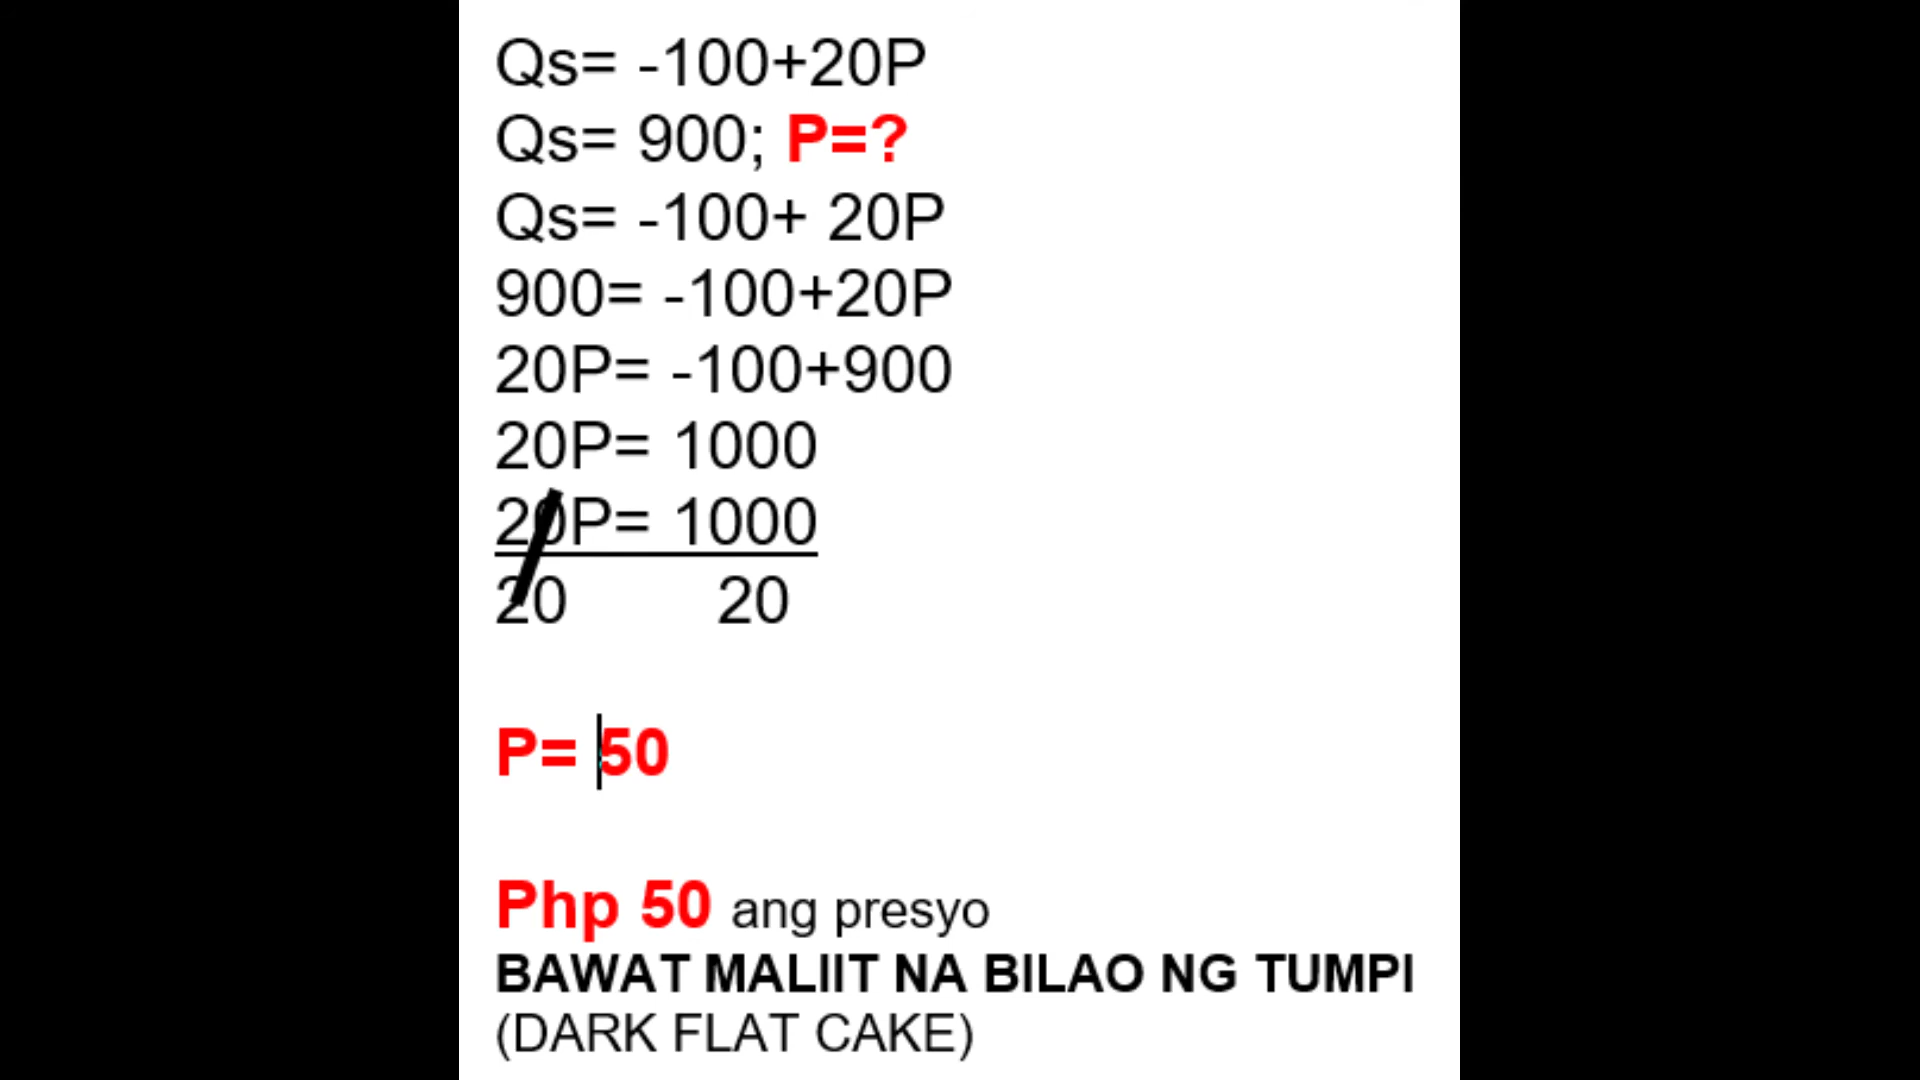 Qs= -100+20P
Qs= 900; P=?
Qs= -100+ 20P
900= -100+20P
20P= -100+900
20P= 1000
20P= 1000
20 20
P= 50
Php 50 ang presyo
BAWAT MALIIT NA BILAO NG TUMPI
(DARK FLAT CAKE)